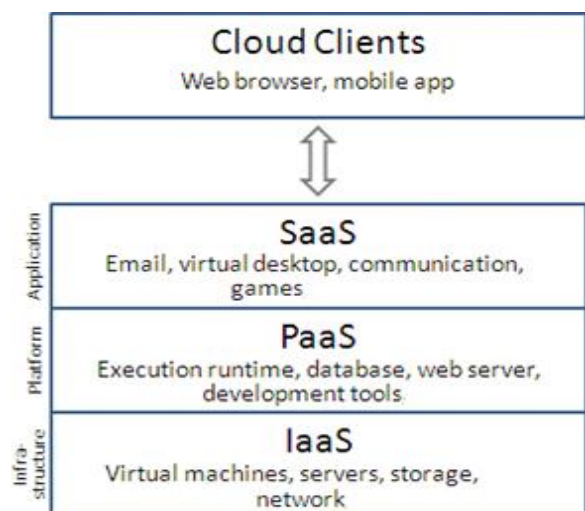 Cloud Clients
Web browser, mobile app
Application
SaaS
Email, virtual desktop, communication,
games
Platform
PaaS
Execution runtime, database, web server,
development tools
Infra-
structure
IaaS
Virtual machines, servers, storage,
network